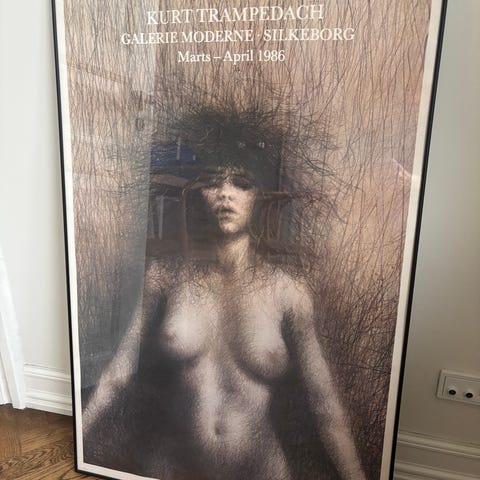 KURT TRAMPEDACH
GALERIE MODERNE · SILKEBORG
Marts – April 1986